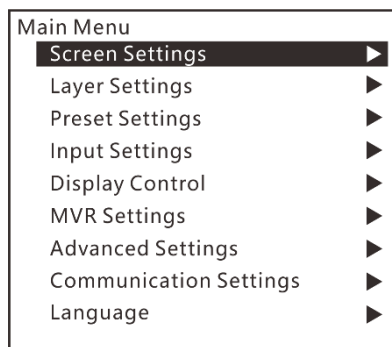 Main Menu
Screen Settings
Layer Settings
Preset Settings
Input Settings
Display Control
MVR Settings
Advanced Settings
Communication Settings
Language